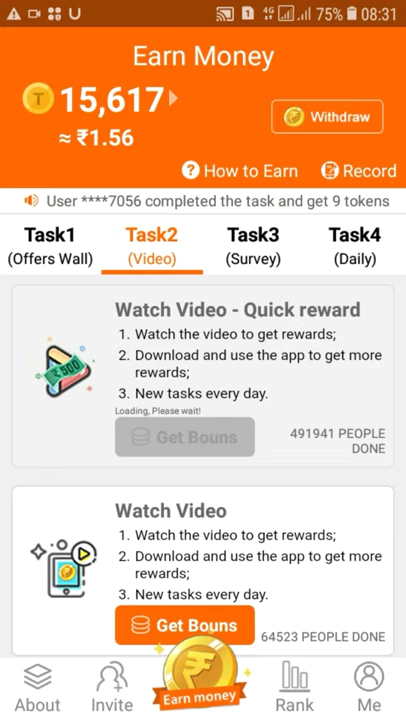 4G 75% 08:31
Earn Money
T 15,617
≈ ₹1.56
₹ Withdraw
? How to Earn Record
User ****7056 completed the task and get 9 tokens
Task1 Task2 Task3 Task4
(Offers Wall) (Video) (Survey) (Daily)
Watch Video - Quick reward
1. Watch the video to get rewards;
2. Download and use the app to get more
rewards;
3. New tasks every day.
Loading, Please wait!
₹ 500
Get Bouns
491941 PEOPLE
DONE
Watch Video
1. Watch the video to get rewards;
2. Download and use the app to get more
rewards;
3. New tasks every day.
Get Bouns
64523 PEOPLE DONE
₹
Earn money
About Invite Rank Me